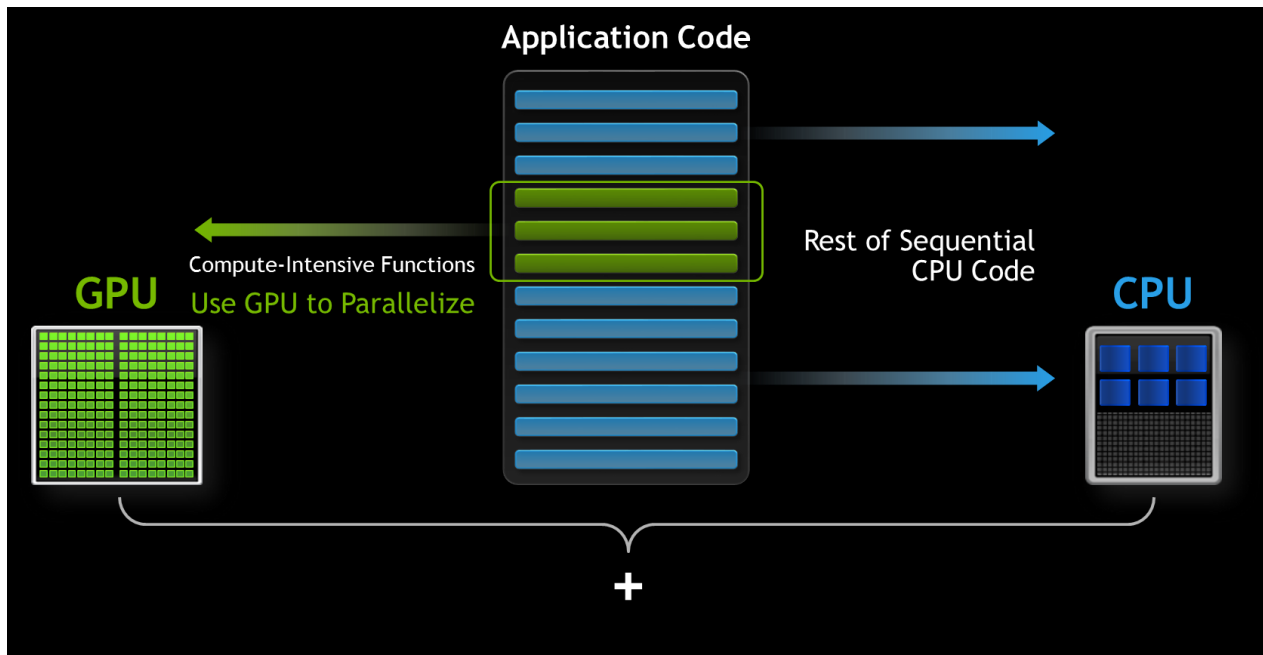 Application Code
Compute-Intensive Functions
Use GPU to Parallelize
GPU
Rest of Sequential
CPU Code
CPU
+